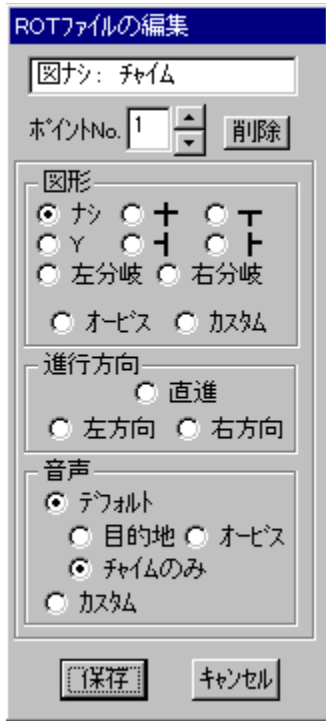 ROTﾌｧｲﾙの編集
図ﾅｼ: ﾁｬｲﾑ
ﾎﾟｲﾝﾄNo. 1 削除
図形
ﾅｼ ╋ ┳
Y ┫ ┣
左分岐 右分岐
ｵｰﾋﾞｽ ｶｽﾀﾑ
進行方向
直進
左方向 右方向
音声
ﾃﾞﾌｫﾙﾄ
目的地 ｵｰﾋﾞｽ
ﾁｬｲﾑのみ
ｶｽﾀﾑ
保存 ｷｬﾝｾﾙ